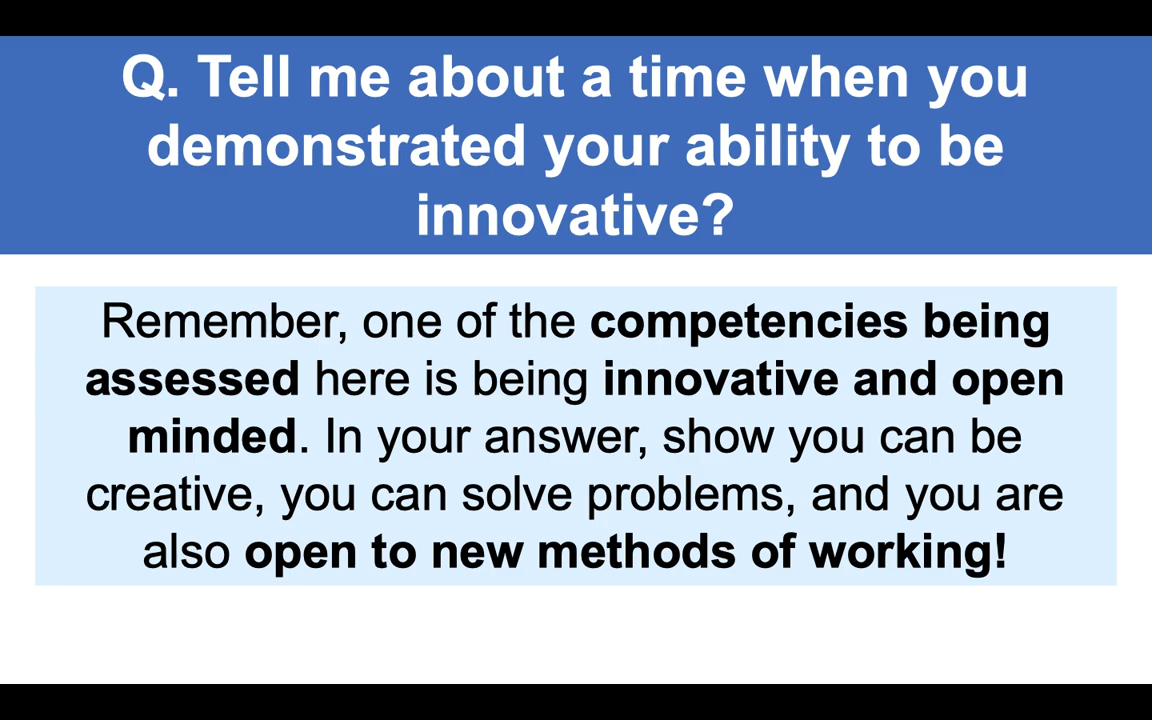 Q. Tell me about a time when you
demonstrated your ability to be
innovative?
Remember, one of the competencies being
assessed here is being innovative and open
minded. In your answer, show you can be
creative, you can solve problems, and you are
also open to new methods of working!